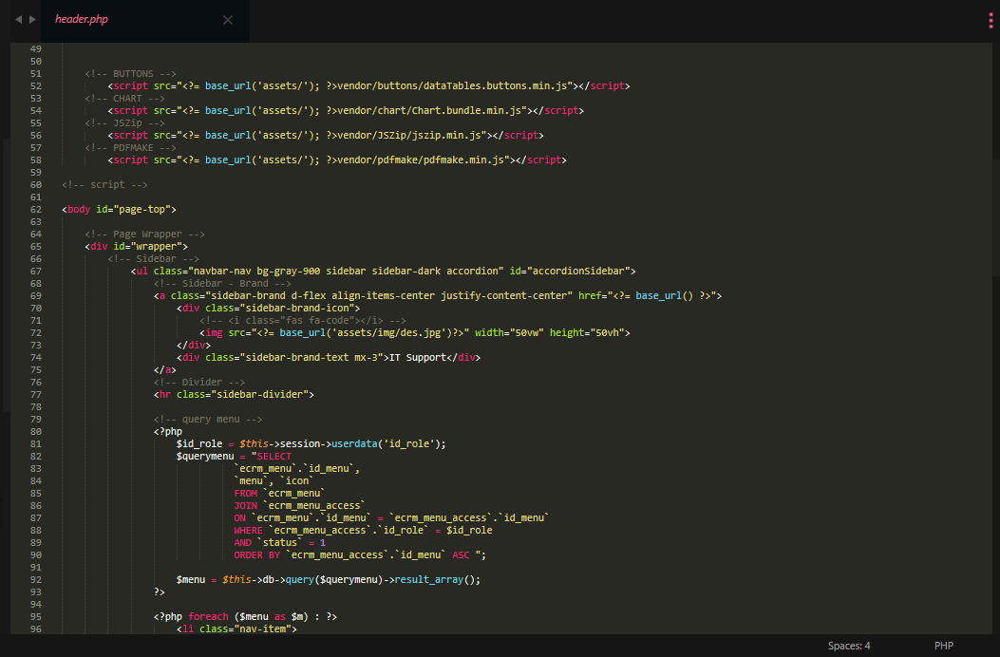 header.php
49
50
51 <!-- BUTTONS -->
52 <script src="<?= base_url('assets/'); ?>vendor/buttons/dataTables.buttons.min.js"></script>
53 <!-- CHART -->
54 <script src="<?= base_url('assets/'); ?>vendor/chart/Chart.bundle.min.js"></script>
55 <!-- JSZip -->
56 <script src="<?= base_url('assets/'); ?>vendor/JSZip/jszip.min.js"></script>
57 <!-- PDFMAKE -->
58 <script src="<?= base_url('assets/'); ?>vendor/pdfmake/pdfmake.min.js"></script>
59
60 <!-- script -->
61
62 <body id="page-top">
63
64 <!-- Page Wrapper -->
65 <div id="wrapper">
66 <!-- Sidebar -->
67 <ul class="navbar-nav bg-gray-900 sidebar sidebar-dark accordion" id="accordionSidebar">
68 <!-- Sidebar - Brand -->
69 <a class="sidebar-brand d-flex align-items-center justify-content-center" href="<?= base_url() ?>">
70 <div class="sidebar-brand-icon">
71 <!-- <i class="fas fa-code"></i> -->
72 <img src="<?= base_url('assets/img/des.jpg')?>" width="50vw" height="50vh">
73 </div>
74 <div class="sidebar-brand-text mx-3">IT Support</div>
75 </a>
76 <!-- Divider -->
77 <hr class="sidebar-divider">
78
79 <!-- query menu -->
80 <?php
81 $id_role = $this->session->userdata('id_role');
82 $querymenu = "SELECT
83 `ecrm_menu`.`id_menu`,
84 `menu`, `icon`
85 FROM `ecrm_menu`
86 JOIN `ecrm_menu_access`
87 ON `ecrm_menu`.`id_menu` = `ecrm_menu_access`.`id_menu`
88 WHERE `ecrm_menu_access`.`id_role` = $id_role
89 AND `status` = 1
90 ORDER BY `ecrm_menu_access`.`id_menu` ASC ";
91
92 $menu = $this->db->query($querymenu)->result_array();
93 ?>
94
95 <?php foreach ($menu as $m) : ?>
96 <li class="nav-item">
Spaces: 4 PHP